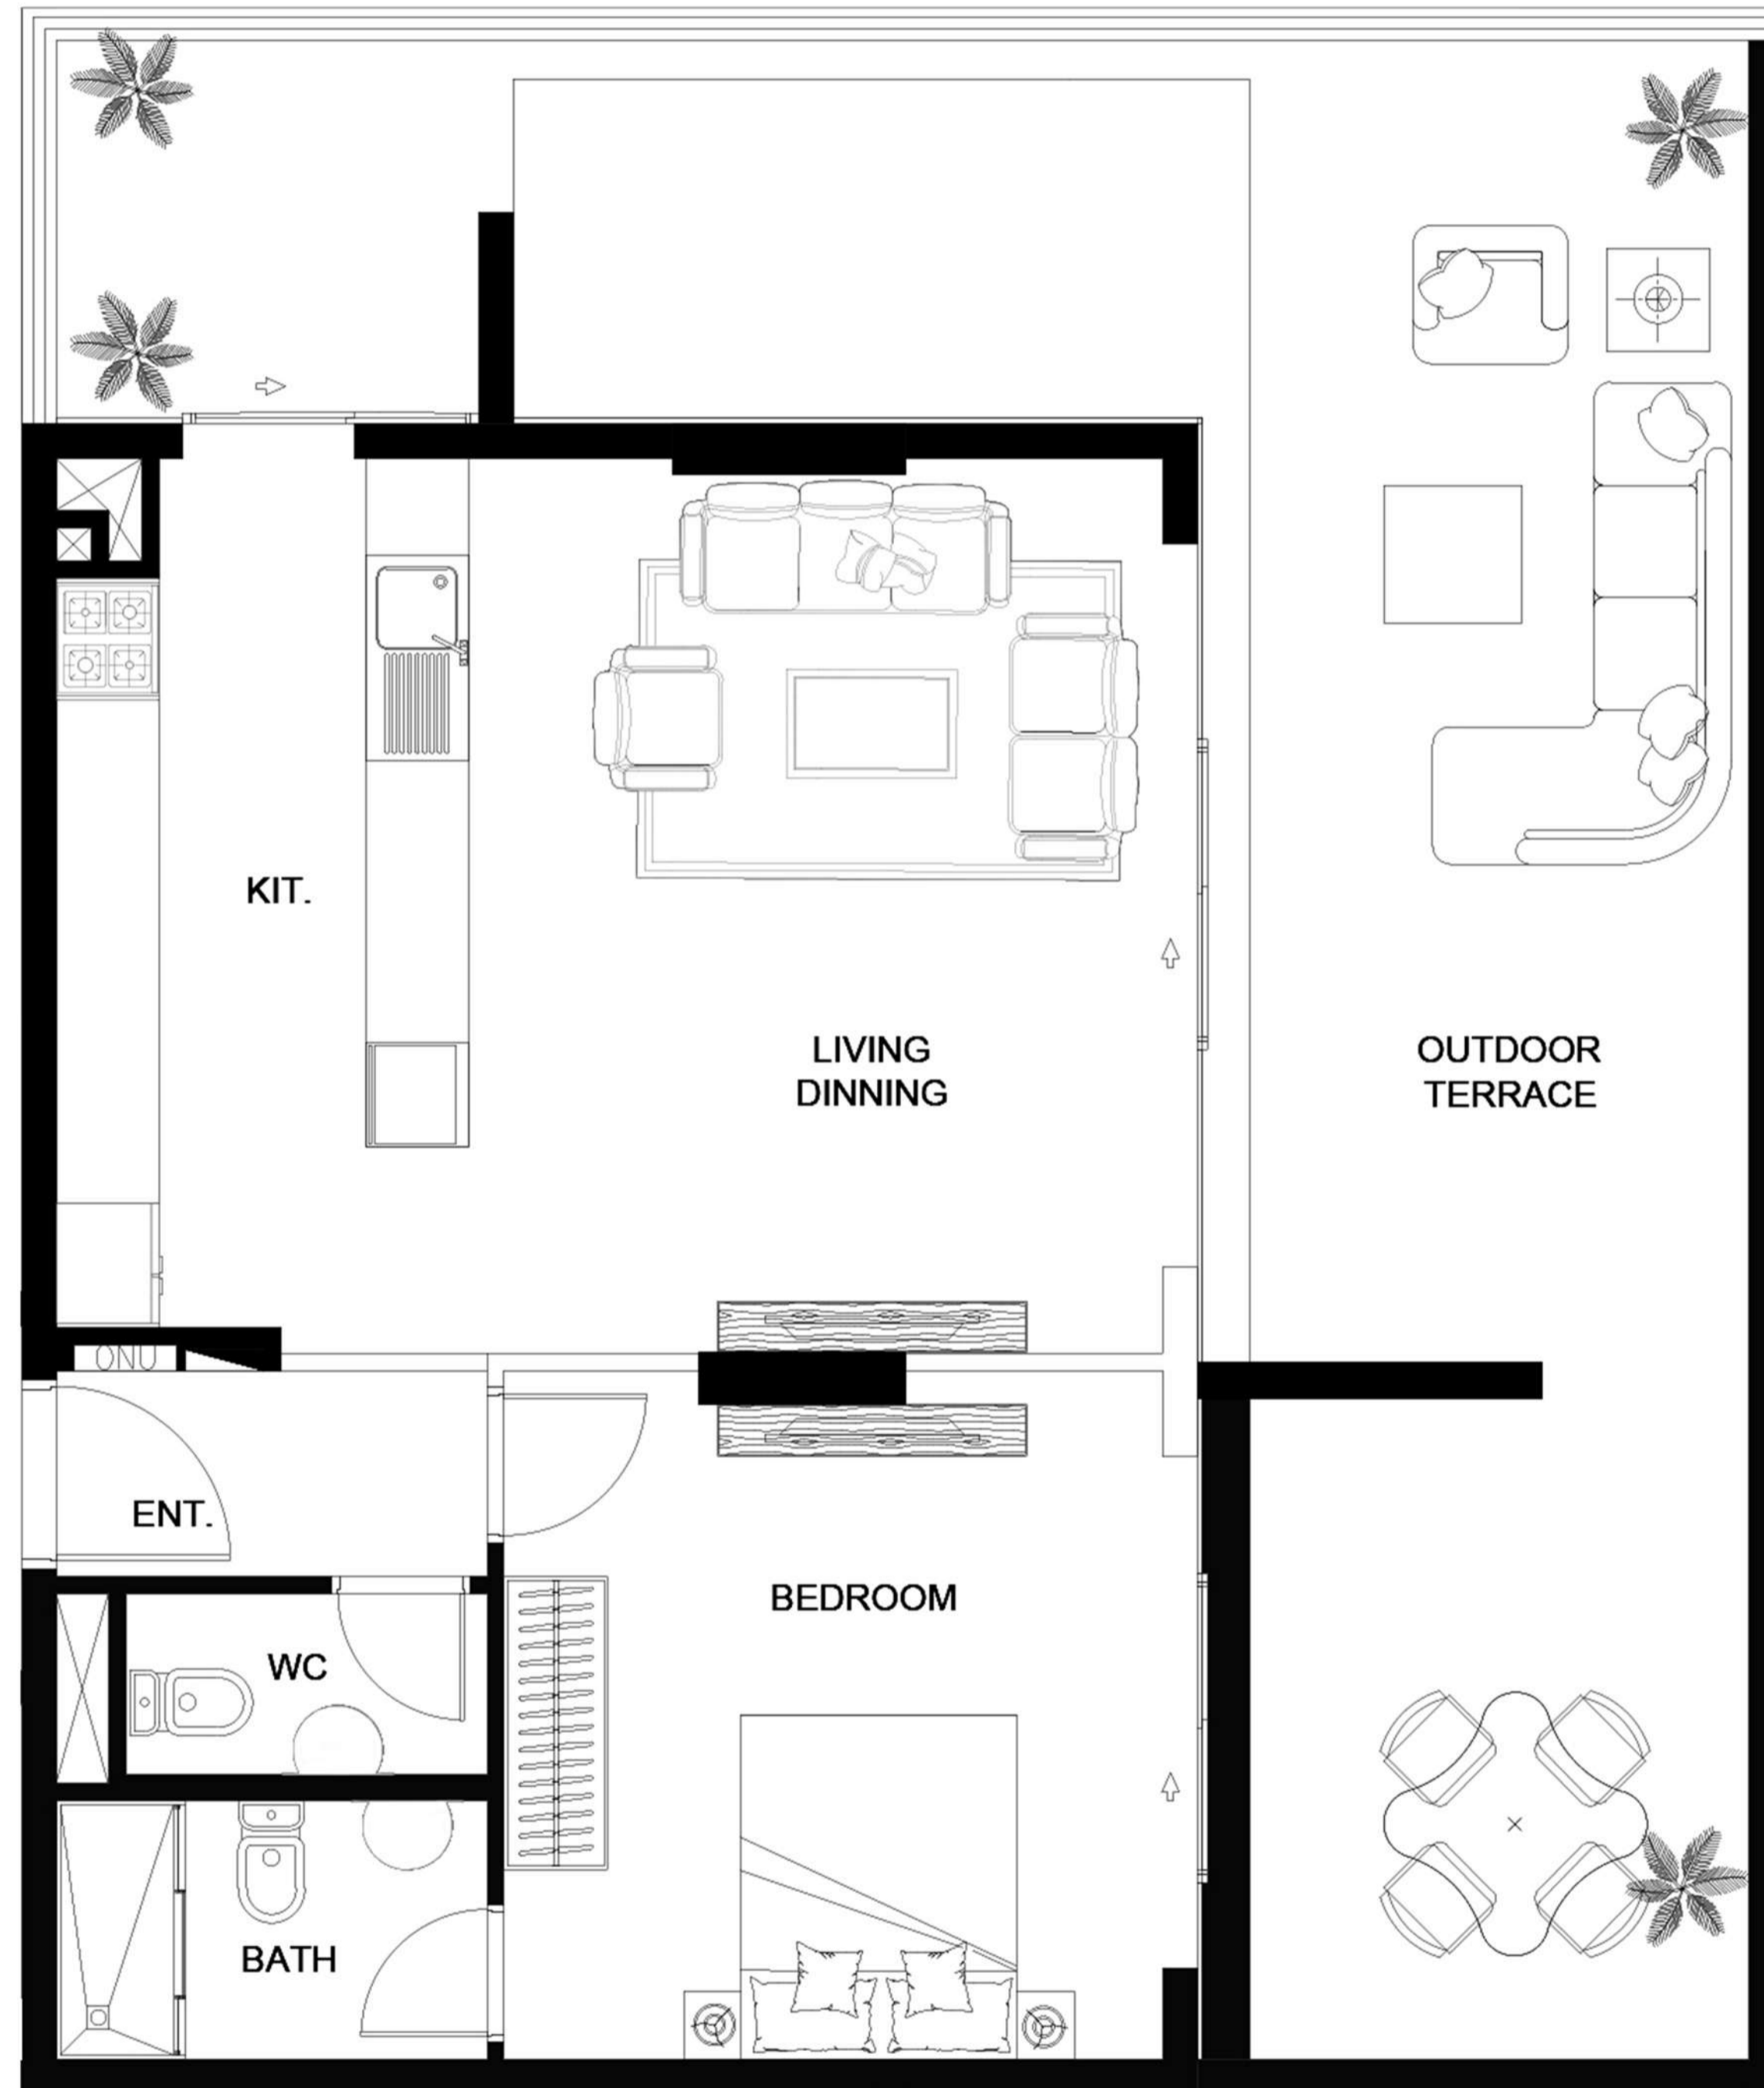 KIT.
LIVING
DINNING
OUTDOOR
TERRACE
ONU
ENT.
BEDROOM
WC
BATH